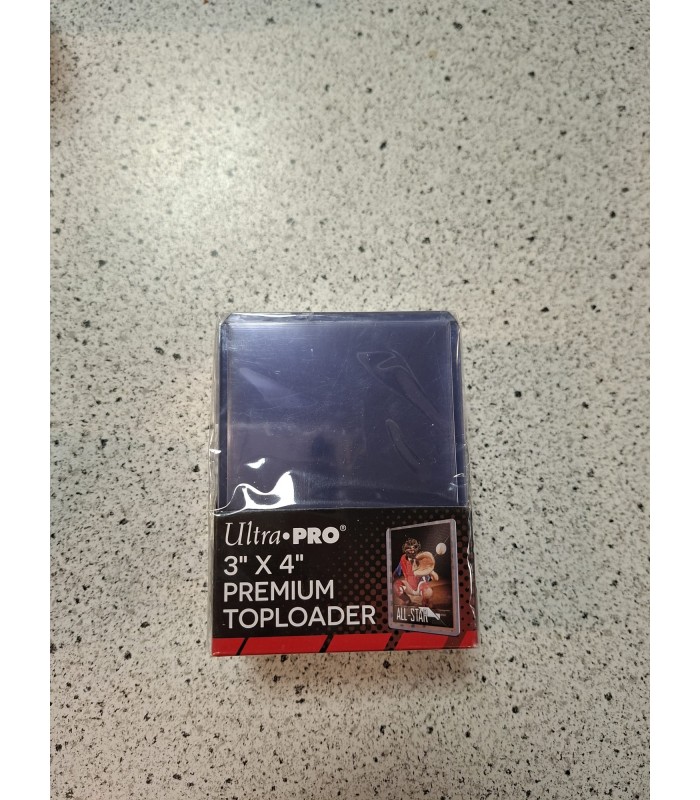 Ultra•PRO®
3" X 4"
PREMIUM
TOPLOADER
ALL-STAR